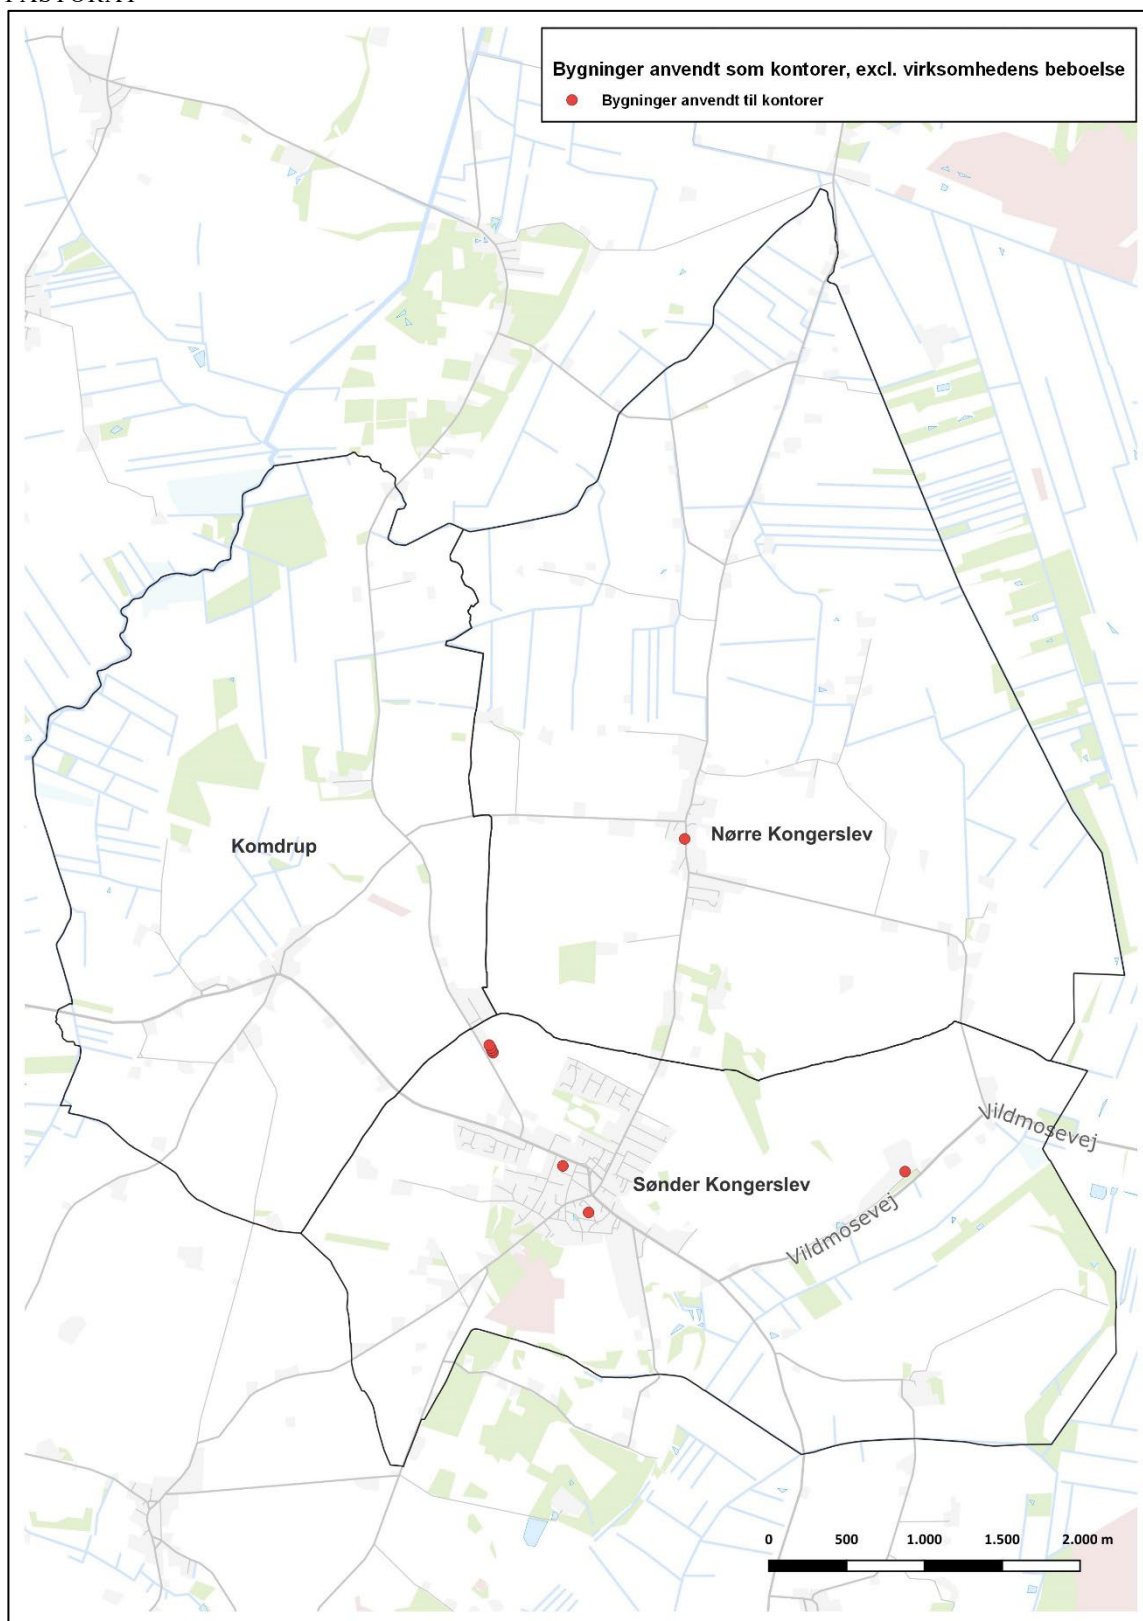 PASTORAT
Bygninger anvendt som kontorer, excl. virksomhedens beboelse
Bygninger anvendt til kontorer
Komdrup
Nørre Kongerslev
Vildmosevej
Sønder Kongerslev
Vildmosevej
0 500 1.000 1.500 2.000 m